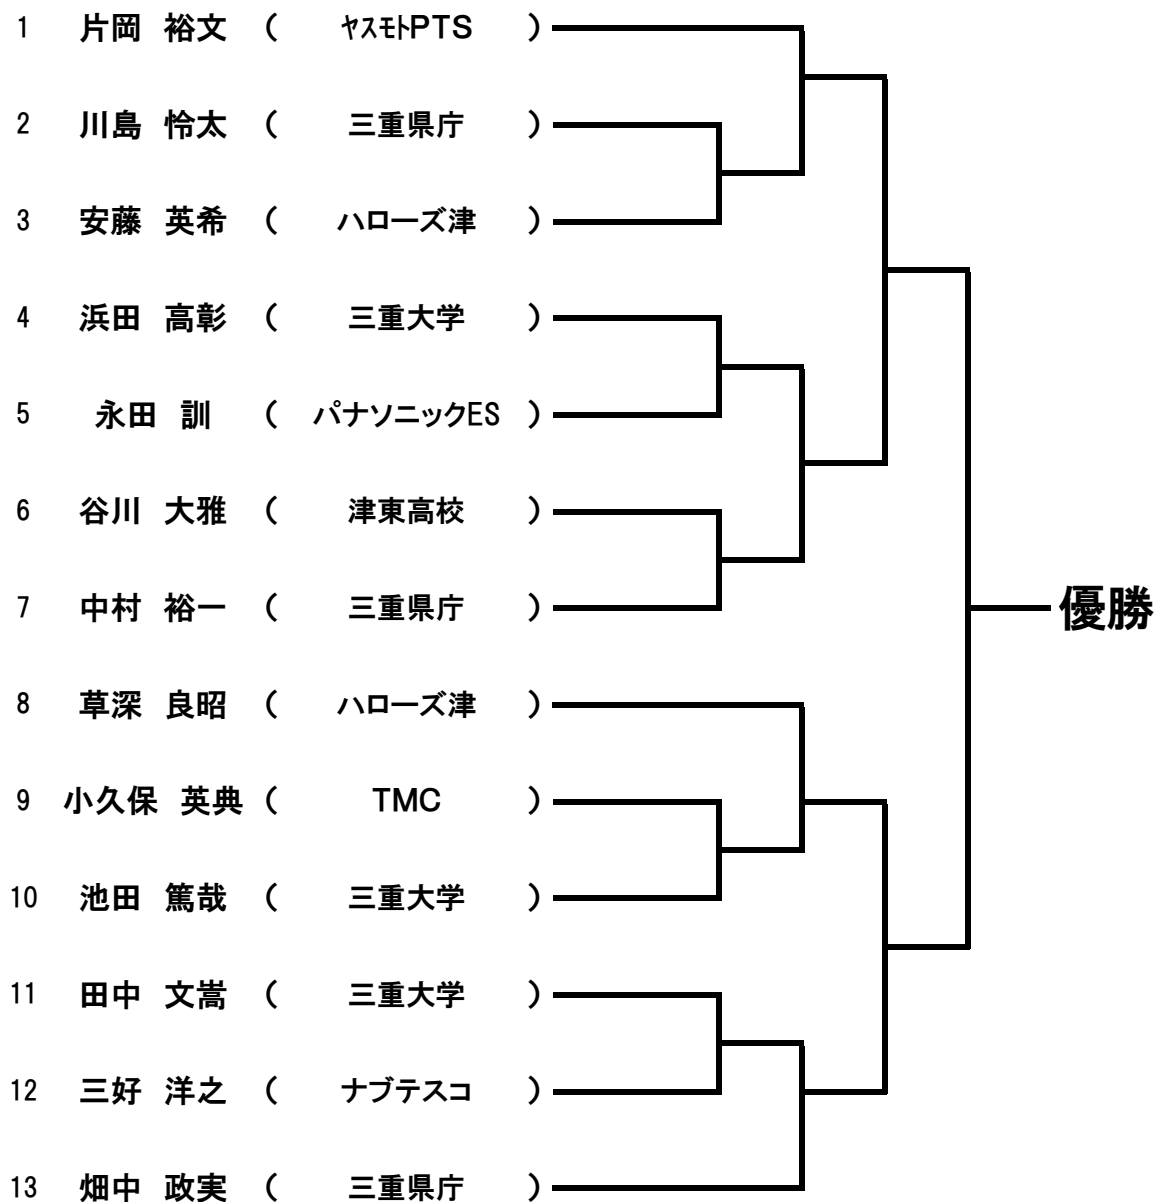 1 片岡 裕文 ( ﾔｽﾓﾄPTS )
2 川島 怜太 ( 三重県庁 )
3 安藤 英希 ( ハローズ津 )
4 浜田 高彰 ( 三重大学 )
5 永田 訓 ( パナソニックES )
6 谷川 大雅 ( 津東高校 )
7 中村 裕一 ( 三重県庁 )
優勝
8 草深 良昭 ( ハローズ津 )
9 小久保 英典 ( TMC )
10 池田 篤哉 ( 三重大学 )
11 田中 文嵩 ( 三重大学 )
12 三好 洋之 ( ナブテスコ )
13 畑中 政実 ( 三重県庁 )